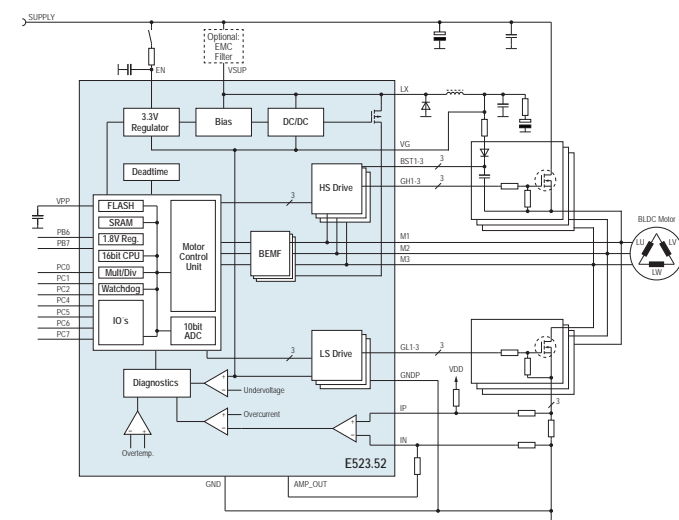 SUPPLY
Optional:
EMC
Filter
EN
VSUP
LX
3.3V
Regulator
Bias
DC/DC
VG
BST1-3
3
Deadtime
HS Drive
GH1-3
3
3
VPP
FLASH
SRAM
PB6
1.8V Reg.
PB7
16bit CPU
Motor
Control
Unit
BEMF
M1
M2
M3
BLDC Motor
LU
LV
LW
PC0
Mult/Div
PC1
Watchdog
PC2
PC4
PC5
IO´s
PC6
10bit
ADC
PC7
3
LS Drive
GL1-3
3
VDD
GNDP
Diagnostics
+
–
Undervoltage
3
+
–
Overcurrent
+
–
IP
IN
– +
Overtemp.
E523.52
GND
AMP_OUT